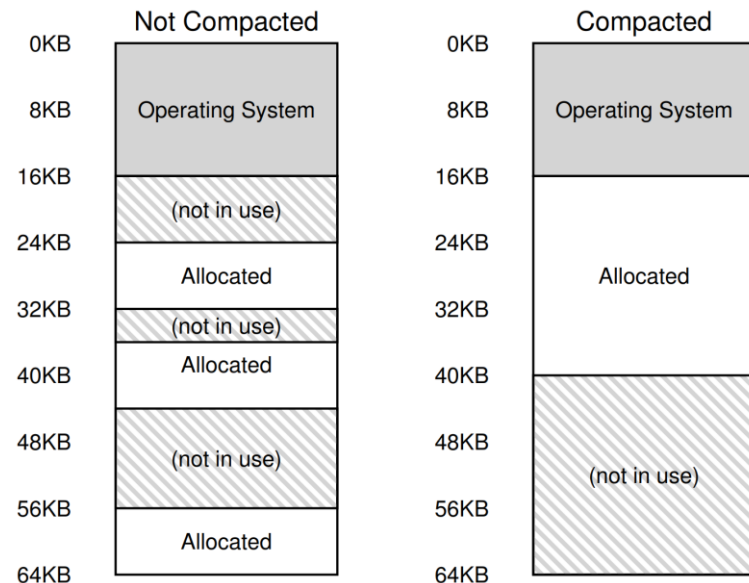 Not Compacted
0KB
8KB
Operating System
16KB
(not in use)
24KB
Allocated
32KB
(not in use)
Allocated
40KB
48KB
(not in use)
56KB
Allocated
64KB
Compacted
0KB
8KB
Operating System
16KB
24KB
Allocated
32KB
40KB
48KB
(not in use)
56KB
64KB